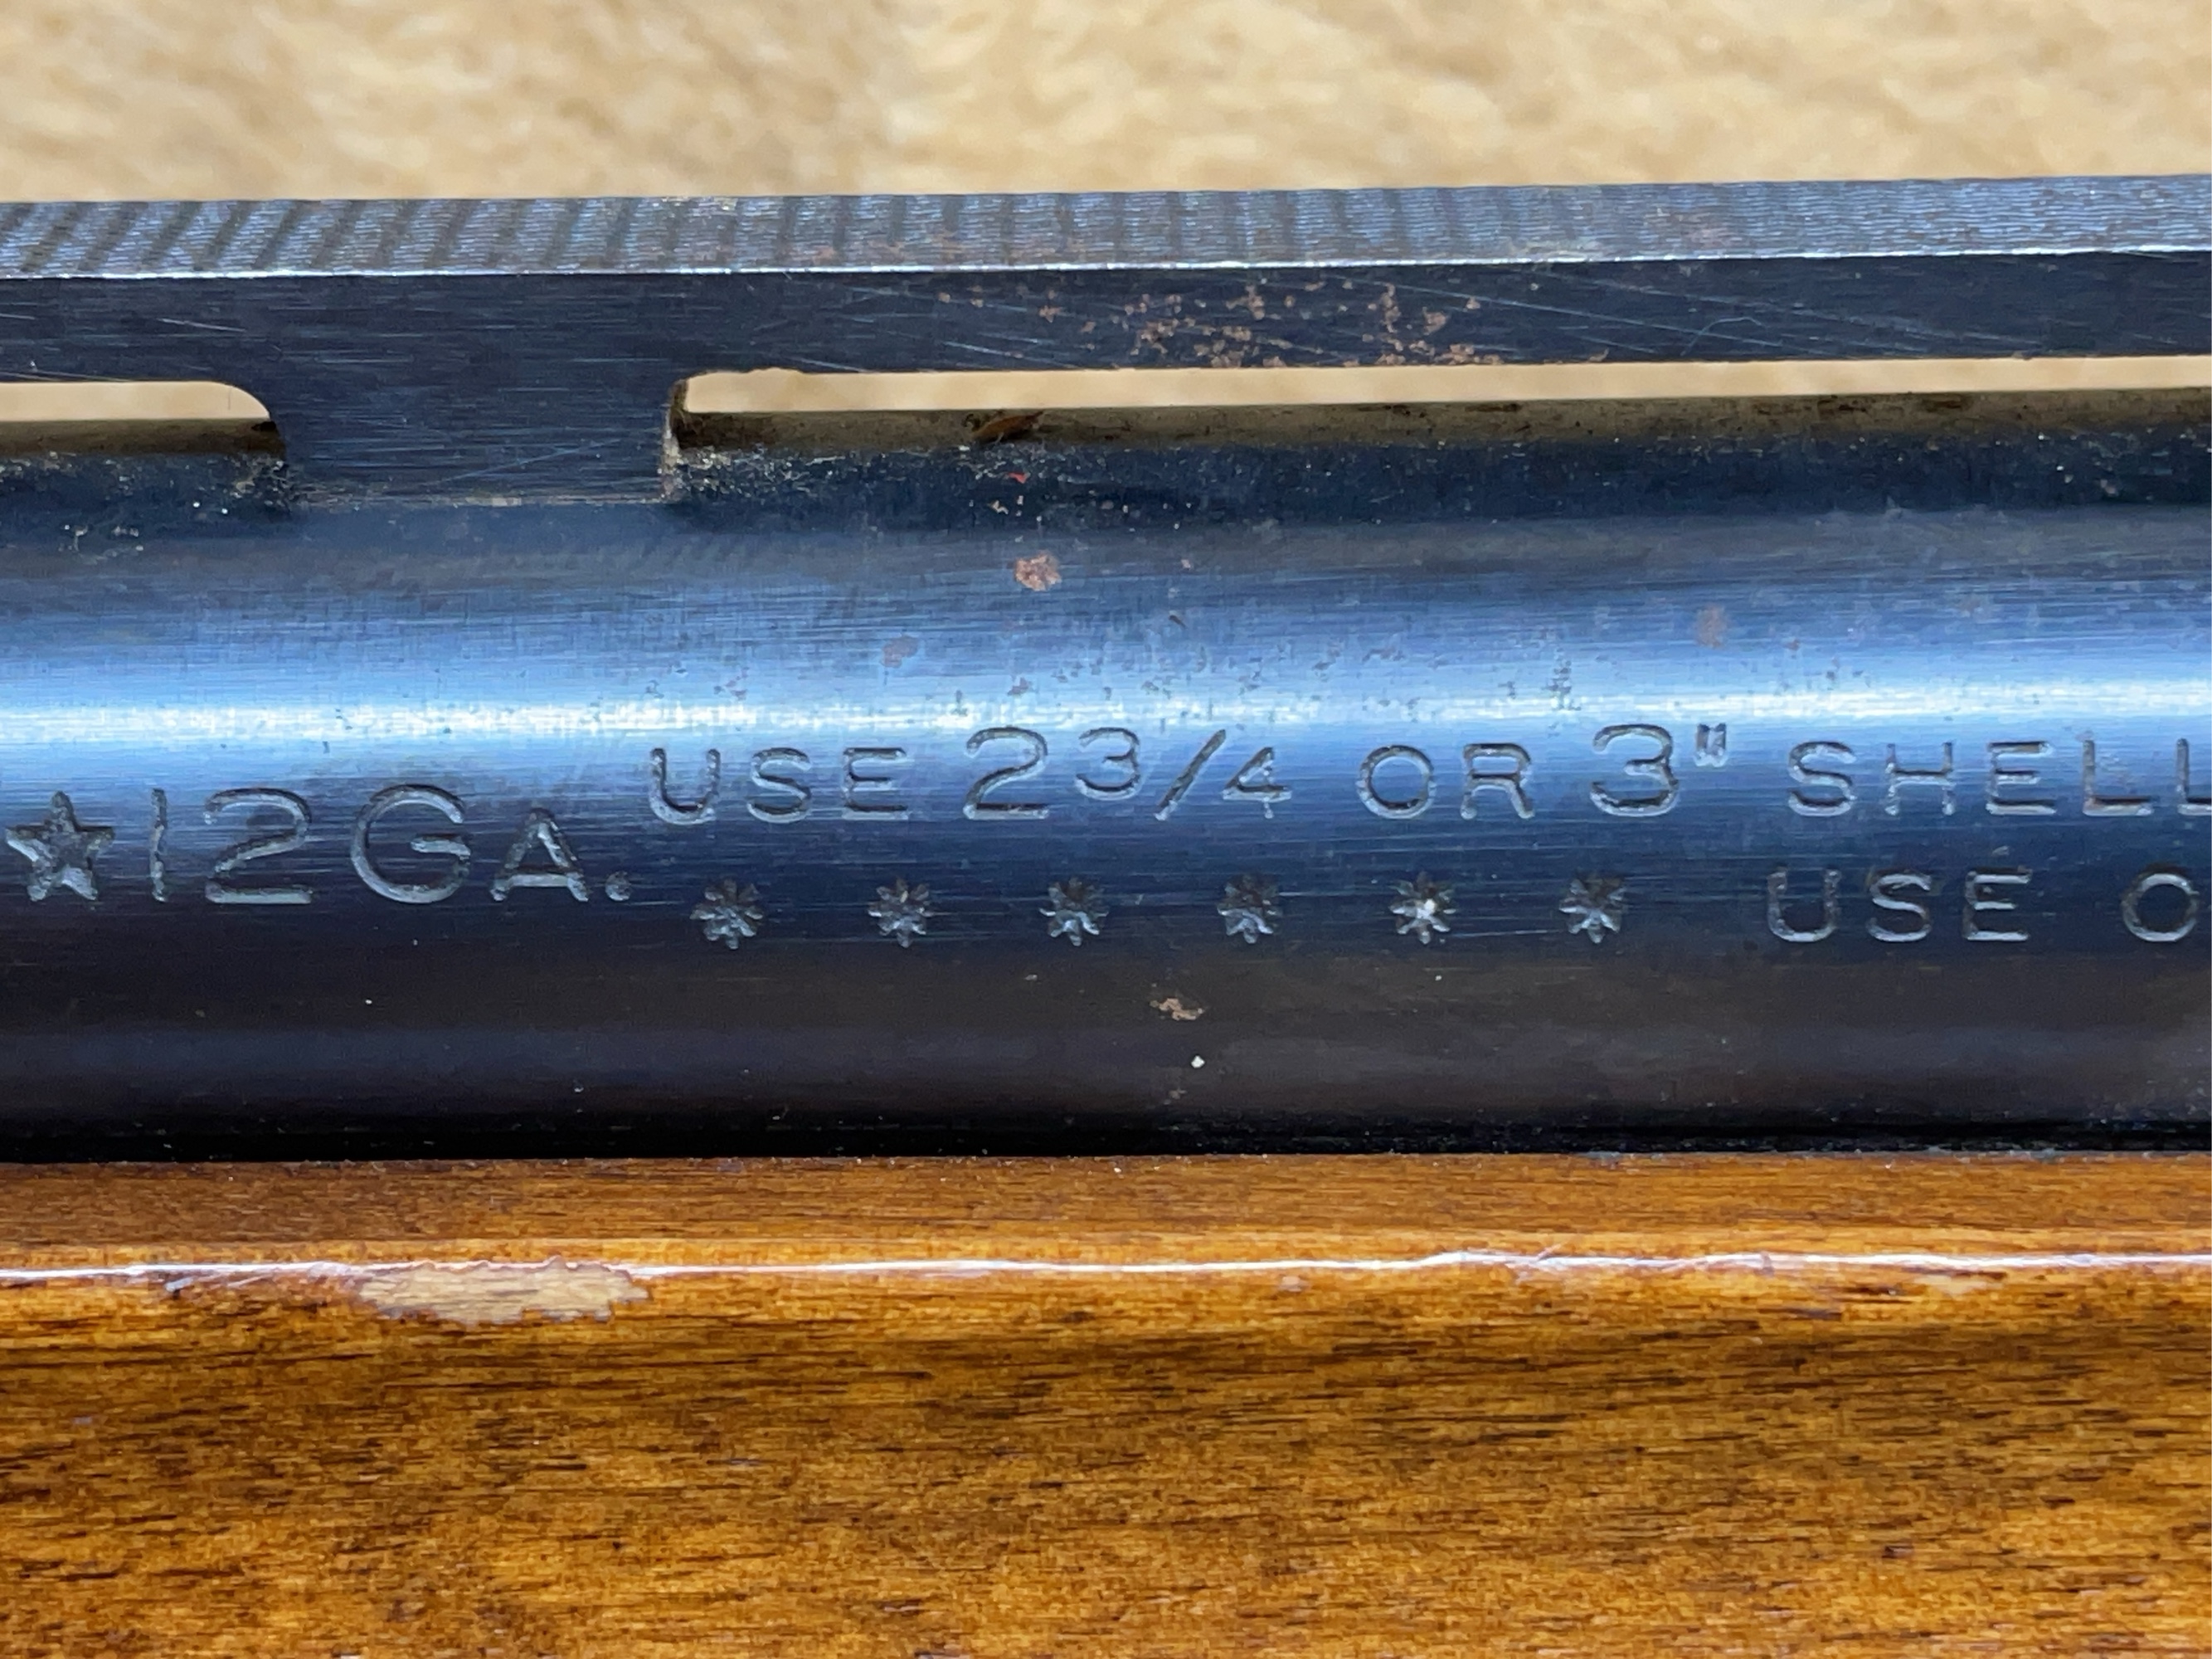 ★12GA. USE 2 3/4 OR 3" SHELL
* * * * * * USE O